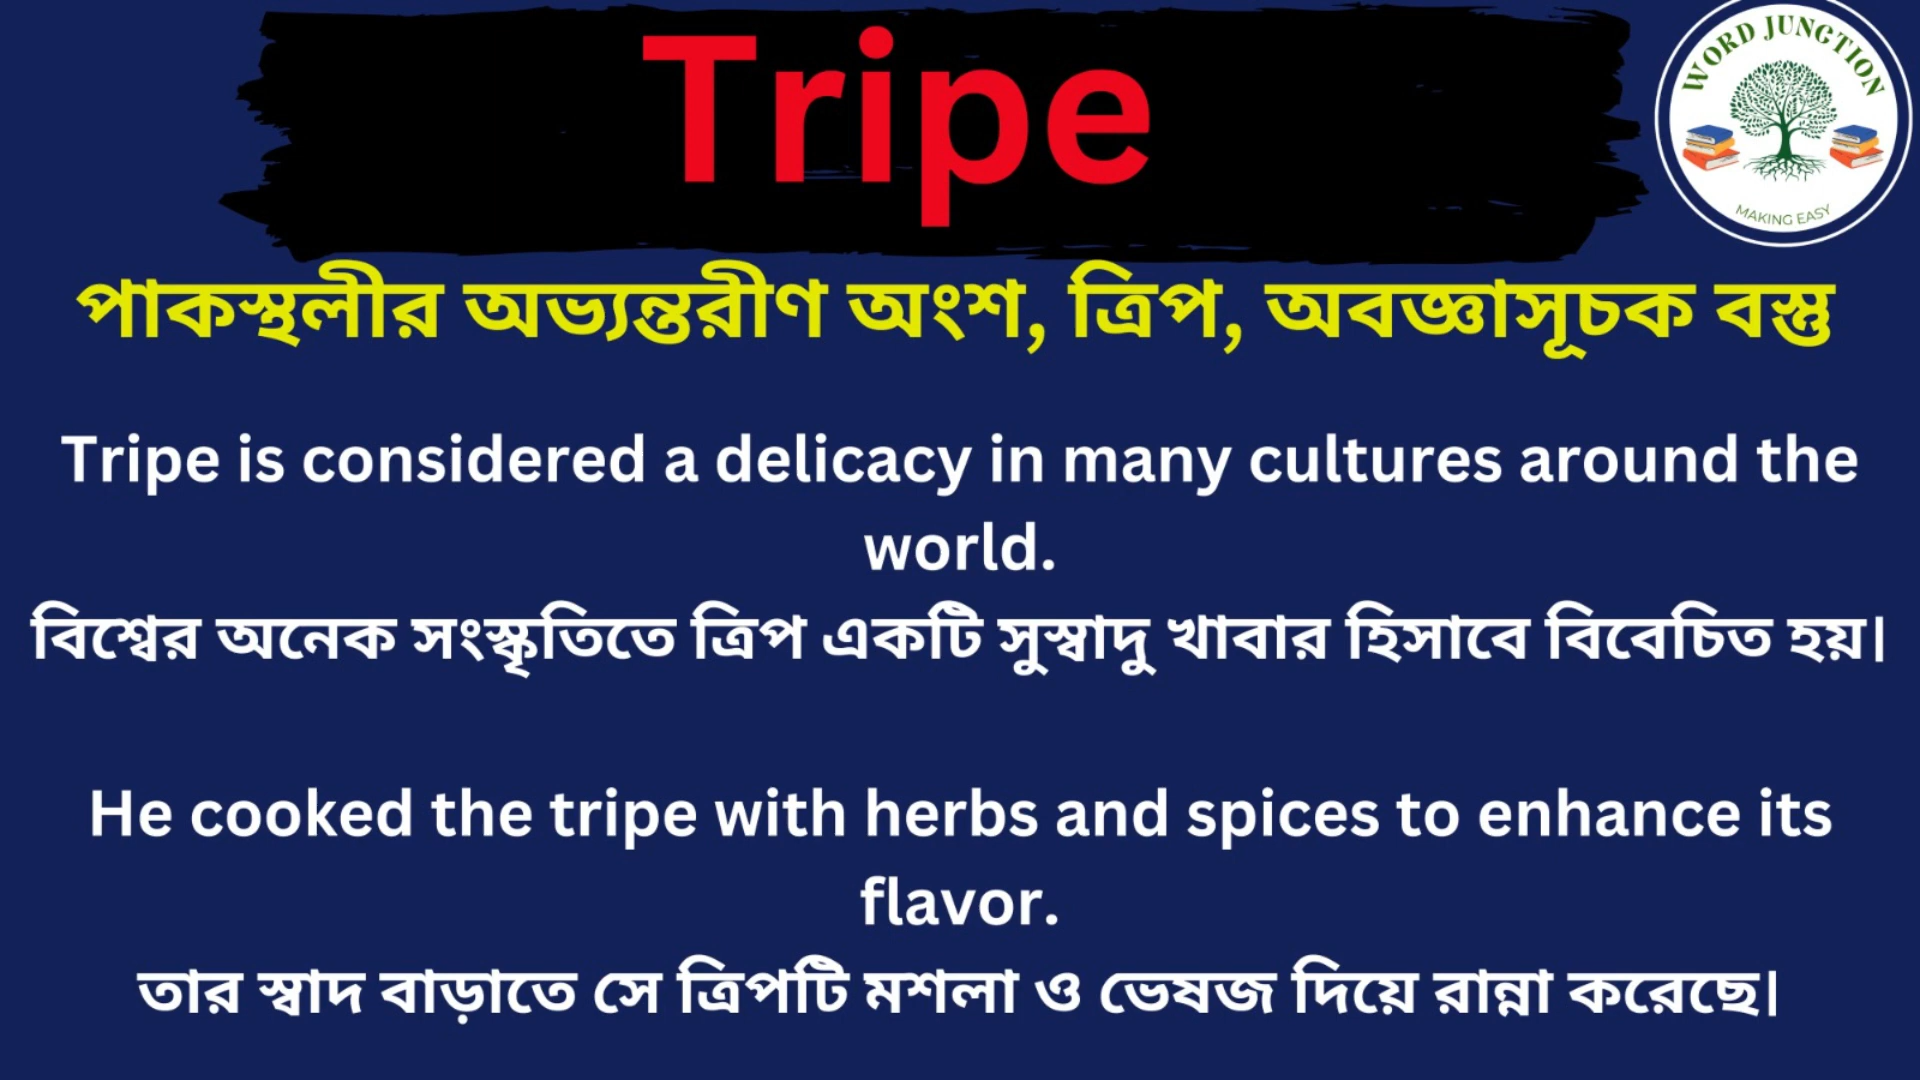 Tripe
WORD JUNCTION
MAKING EASY
পাকস্থলীর অভ্যন্তরীণ অংশ, ত্রিপ, অবজ্ঞাসূচক বস্তু
Tripe is considered a delicacy in many cultures around the
world.
বিশ্বের অনেক সংস্কৃতিতে ত্রিপ একটি সুস্বাদু খাবার হিসাবে বিবেচিত হয়।
He cooked the tripe with herbs and spices to enhance its
flavor.
তার স্বাদ বাড়াতে সে ত্রিপটি মশলা ও ভেষজ দিয়ে রান্না করেছে।